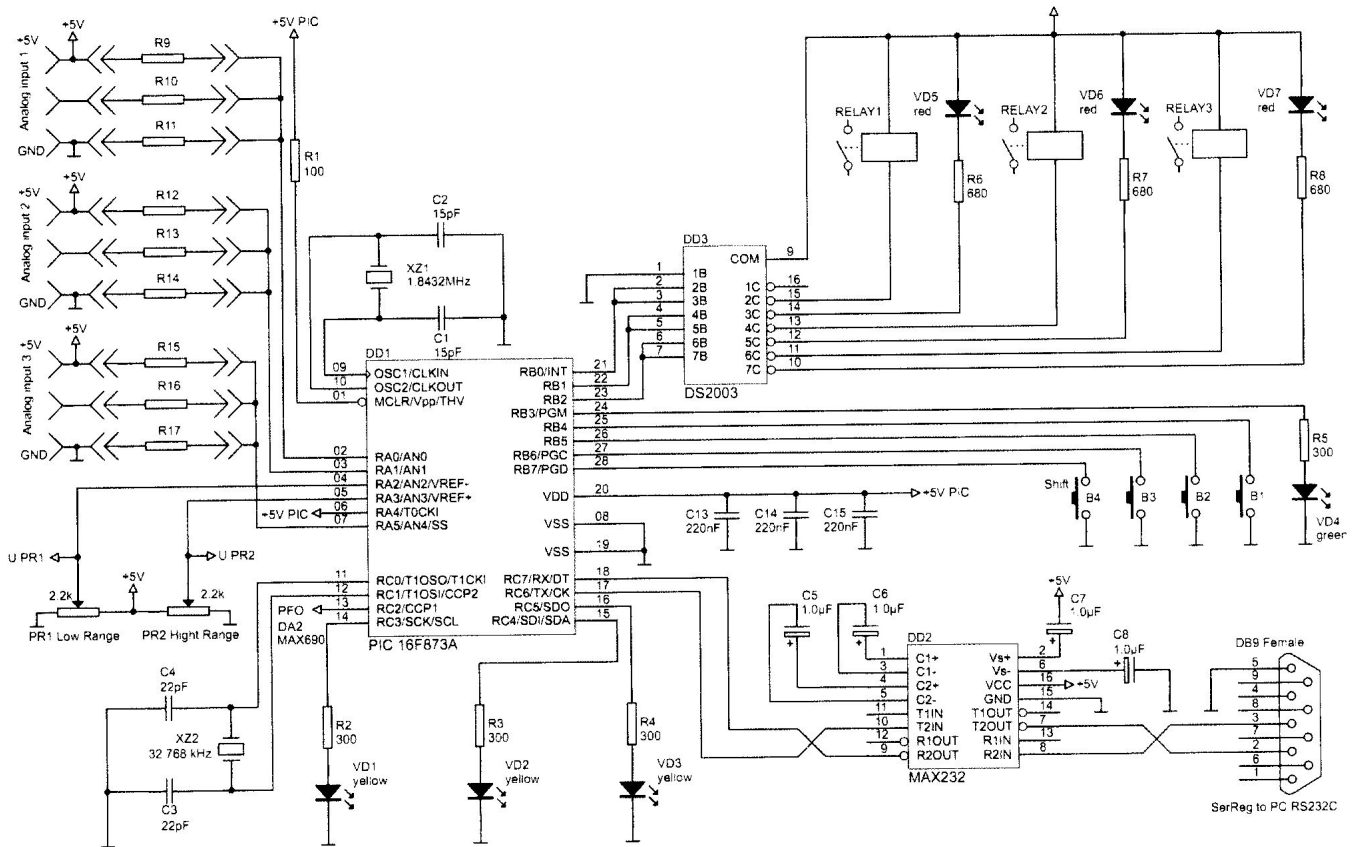 +5V
+5V
Analog input 1
GND
R9
R10
R11
+5V PIC
R1
100
+5V
+5V
Analog input 2
GND
R12
R13
R14
+5V
+5V
Analog input 3
GND
R15
R16
R17
C2
15pF
XZ1
1.8432MHz
C1
15pF
DD1
09 OSC1/CLKIN
10 OSC2/CLKOUT
01 MCLR/Vpp/THV
02 RA0/AN0
03 RA1/AN1
04 RA2/AN2/VREF-
05 RA3/AN3/VREF+
+5V PIC 06 RA4/T0CKI
07 RA5/AN4/SS
11 RC0/T1OSO/T1CKI
12 RC1/T1OSI/CCP2
PFO 13 RC2/CCP1
14 RC3/SCK/SCL
DA2
MAX690
RB0/INT 21
RB1 22
RB2 23
RB3/PGM 24
RB4 25
RB5 26
RB6/PGC 27
RB7/PGD 28
VDD 20
VSS 08
VSS 19
RC7/RX/DT 18
RC6/TX/CK 17
RC5/SDO 16
RC4/SDI/SDA 15
PIC 16F873A
U PR1
U PR2
2.2k
+5V
2.2k
PR1 Low Range
PR2 Hight Range
C4
22pF
XZ2
32 768 kHz
C3
22pF
R2
300
VD1
yellow
R3
300
VD2
yellow
R4
300
VD3
yellow
RELAY1
VD5
red
R6
680
RELAY2
VD6
red
R7
680
RELAY3
VD7
red
R8
680
DD3
COM 9
1 1B
2 2B
3 3B
4 4B
5 5B
6 6B
7 7B
1C 16
2C 15
3C 14
4C 13
5C 12
6C 11
7C 10
DS2003
C13
220nF
C14
220nF
C15
220nF
+5V PIC
Shift
B4
B3
B2
B1
R5
300
VD4
green
C5
1.0µF
C6
1.0µF
+5V
C7
1.0µF
C8
1.0µF
DD2
1 C1+
3 C1-
4 C2+
5 C2-
11 T1IN
10 T2IN
12 R1OUT
9 R2OUT
Vs+ 2
Vs- 6
VCC 16
+5V
GND 15
T1OUT 14
T2OUT 7
R1IN 13
R2IN 8
MAX232
DB9 Female
5
9
4
8
3
7
2
6
1
SerReg to PC RS232C